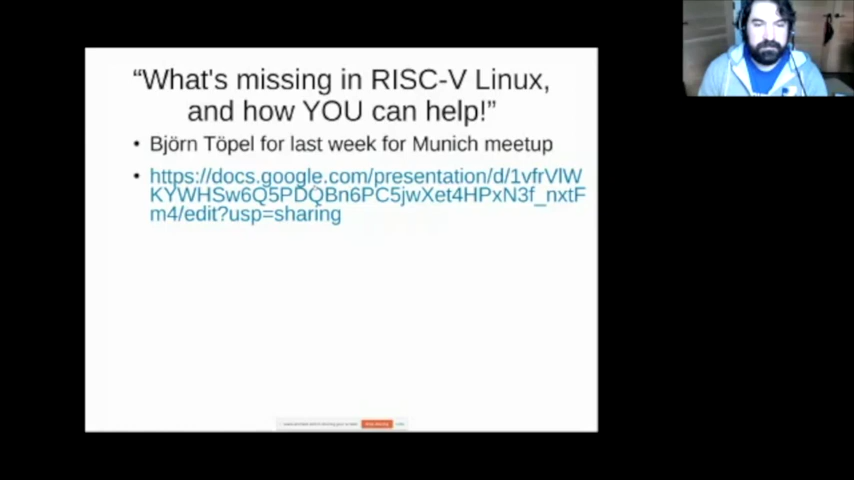 “What's missing in RISC-V Linux,
and how YOU can help!”
• Björn Töpel for last week for Munich meetup
• https://docs.google.com/presentation/d/1vfrVlW
KYWHSw6Q5PDQBn6PC5jwXet4HPxN3f_nxtF
m4/edit?usp=sharing